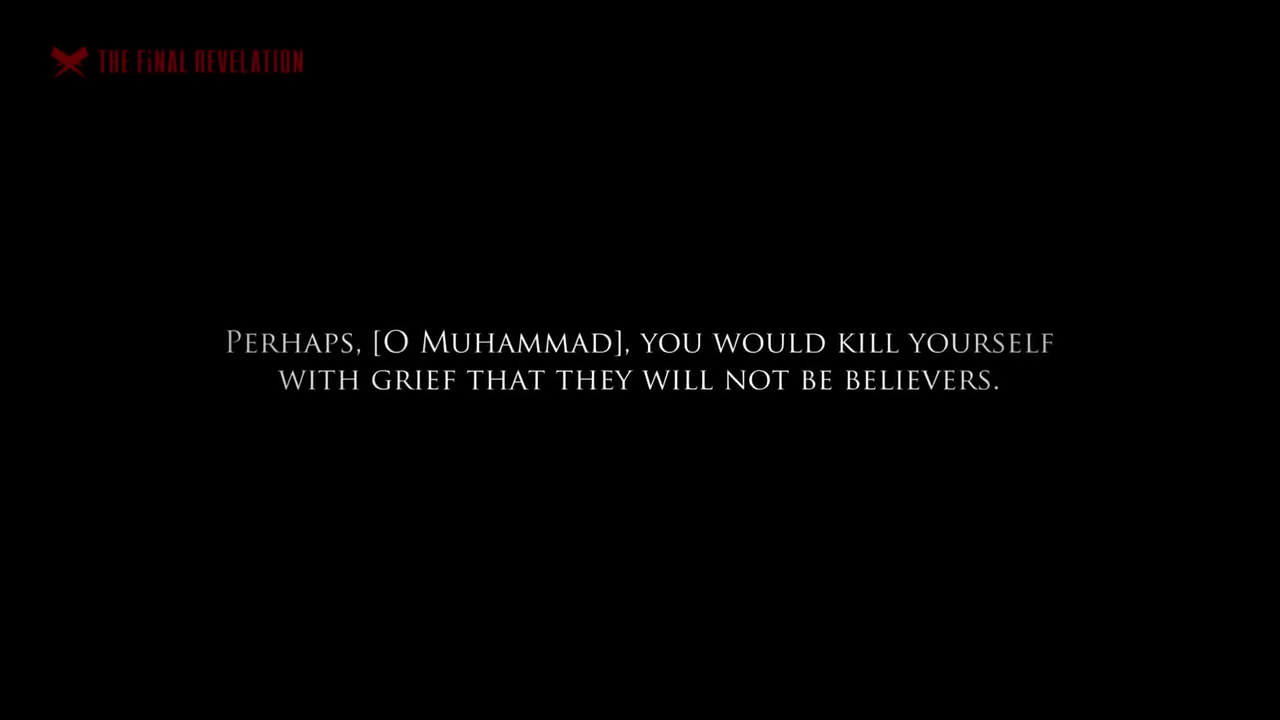 THE FiNAL REVELATION
PERHAPS, [O MUHAMMAD], YOU WOULD KILL YOURSELF
WITH GRIEF THAT THEY WILL NOT BE BELIEVERS.